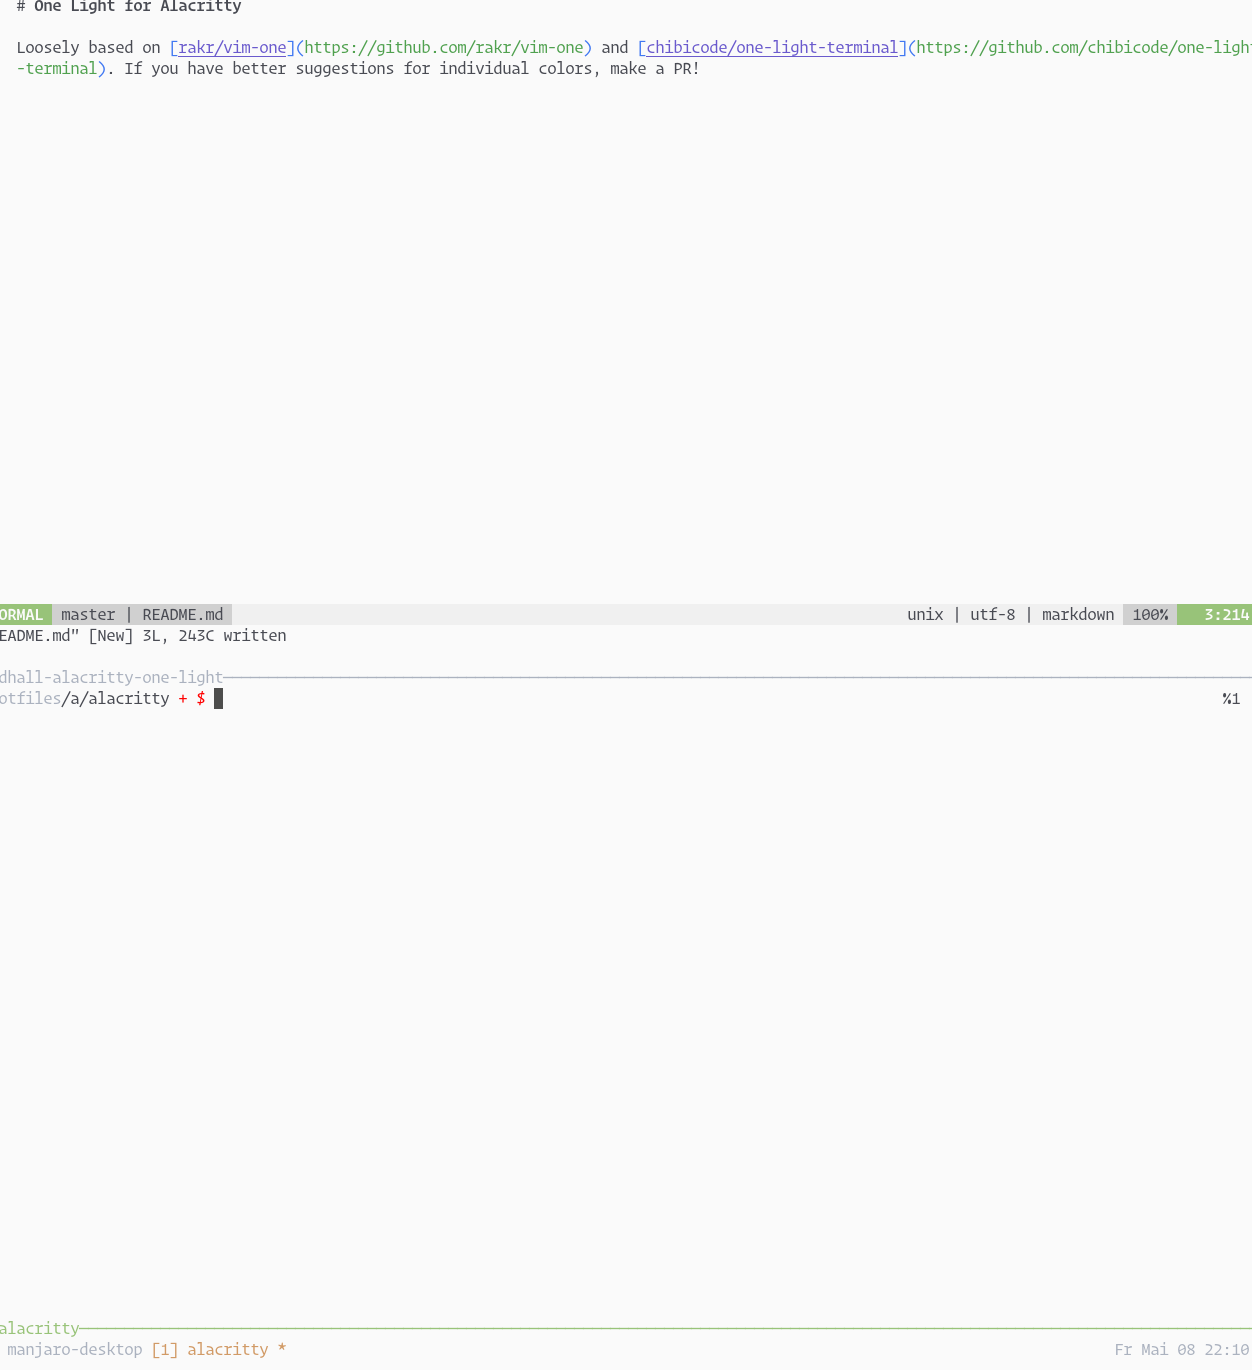 # One Light for Alacritty
Loosely based on [rakr/vim-one](https://github.com/rakr/vim-one) and [chibicode/one-light-terminal](https://github.com/chibicode/one-light
-terminal). If you have better suggestions for individual colors, make a PR!
ORMAL master | README.md unix | utf-8 | markdown 100% 3:214
EADME.md" [New] 3L, 243C written
dhall-alacritty-one-light
otfiles/a/alacritty + $ %1
alacritty
manjaro-desktop [1] alacritty * Fr Mai 08 22:10